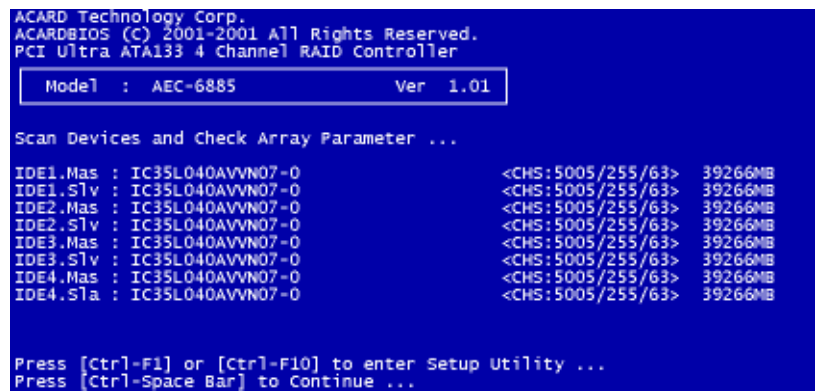 ACARD Technology Corp.
ACARDBIOS (C) 2001-2001 All Rights Reserved.
PCI Ultra ATA133 4 Channel RAID Controller
Model : AEC-6885 Ver 1.01
Scan Devices and Check Array Parameter ...
IDE1.Mas : IC35L040AVVN07-0 <CHS:5005/255/63> 39266MB
IDE1.Slv : IC35L040AVVN07-0 <CHS:5005/255/63> 39266MB
IDE2.Mas : IC35L040AVVN07-0 <CHS:5005/255/63> 39266MB
IDE2.Slv : IC35L040AVVN07-0 <CHS:5005/255/63> 39266MB
IDE3.Mas : IC35L040AVVN07-0 <CHS:5005/255/63> 39266MB
IDE3.Slv : IC35L040AVVN07-0 <CHS:5005/255/63> 39266MB
IDE4.Mas : IC35L040AVVN07-0 <CHS:5005/255/63> 39266MB
IDE4.Sla : IC35L040AVVN07-0 <CHS:5005/255/63> 39266MB
Press [Ctrl-F1] or [Ctrl-F10] to enter Setup Utility ...
Press [Ctrl-Space Bar] to Continue ...